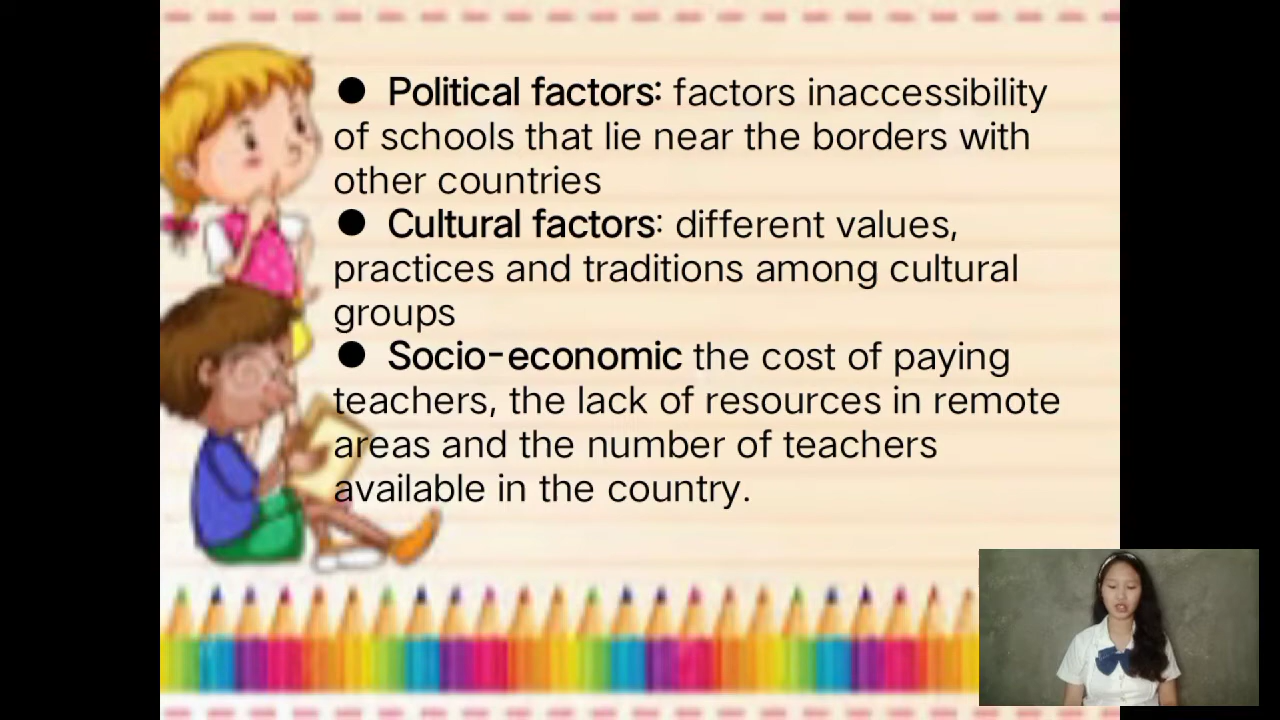 ● Political factors: factors inaccessibility
of schools that lie near the borders with
other countries
● Cultural factors: different values,
practices and traditions among cultural
groups
● Socio-economic the cost of paying
teachers, the lack of resources in remote
areas and the number of teachers
available in the country.